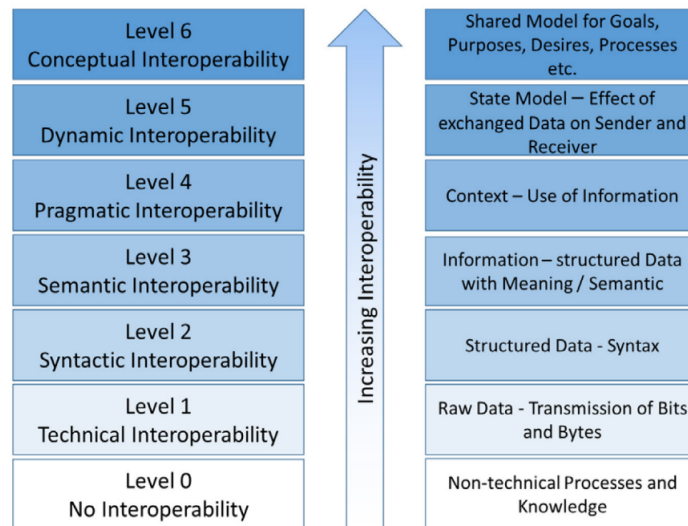 Level 6
Conceptual Interoperability
Shared Model for Goals,
Purposes, Desires, Processes
etc.
Level 5
Dynamic Interoperability
State Model – Effect of
exchanged Data on Sender and
Receiver
Level 4
Pragmatic Interoperability
Context – Use of Information
Level 3
Semantic Interoperability
Information – structured Data
with Meaning / Semantic
Level 2
Syntactic Interoperability
Structured Data - Syntax
Level 1
Technical Interoperability
Raw Data - Transmission of Bits
and Bytes
Level 0
No Interoperability
Non-technical Processes and
Knowledge
Increasing Interoperability